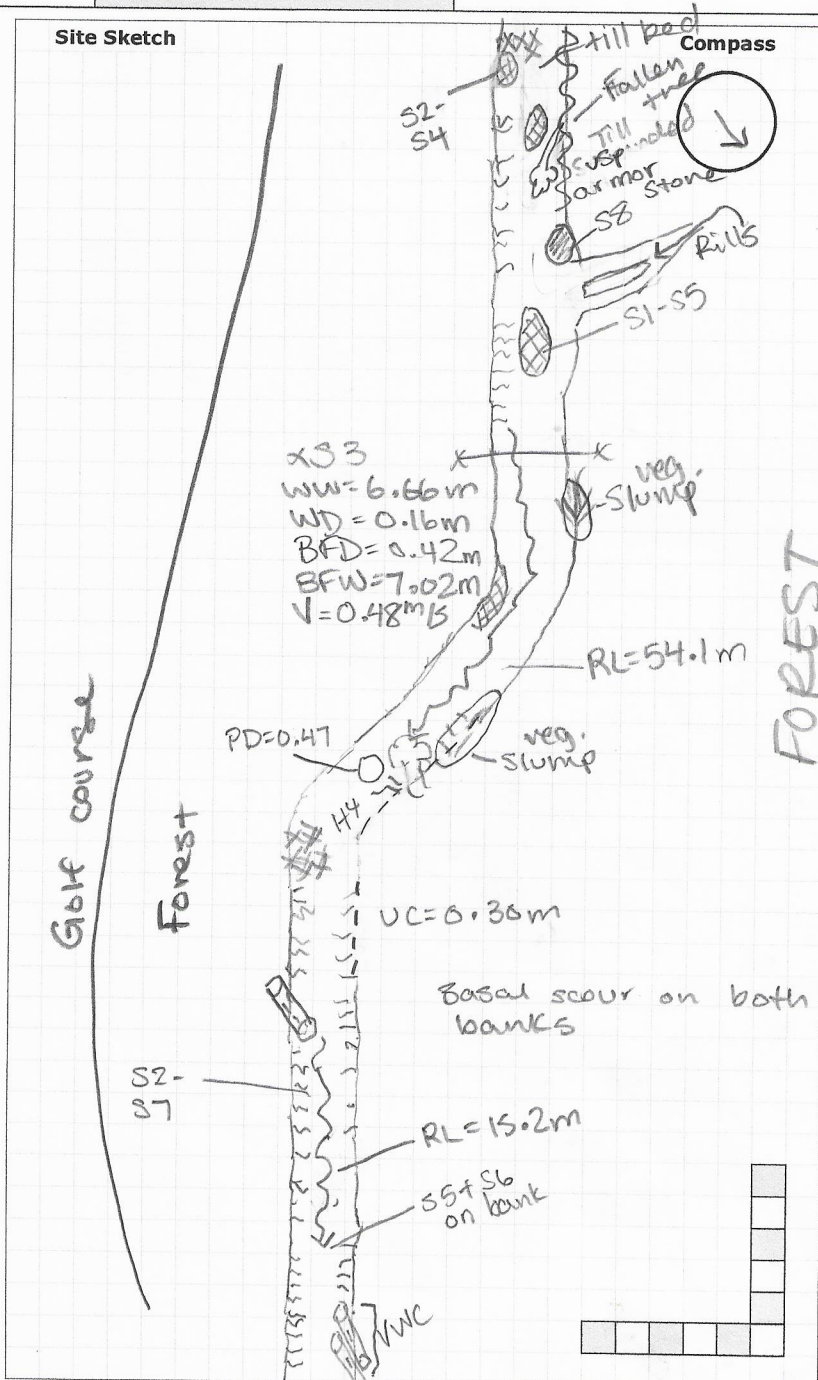 Site Sketch
Compass
till bed
Fallen
tree
S2-
S4
Till
armor
stone
S8
Rills
S1-S5
XS3
WW=6.66m
WD=0.16m
BFD=0.42m
BFW=7.02m
V=0.48m/s
veg.
Slump
FOREST
RL=54.1m
PD=0.47
veg.
slump
H4
Golf course
Forest
UC=0.30m
Basal scour on both
banks
S2-
S7
RL=15.2m
S5+S6
on bank
VWC